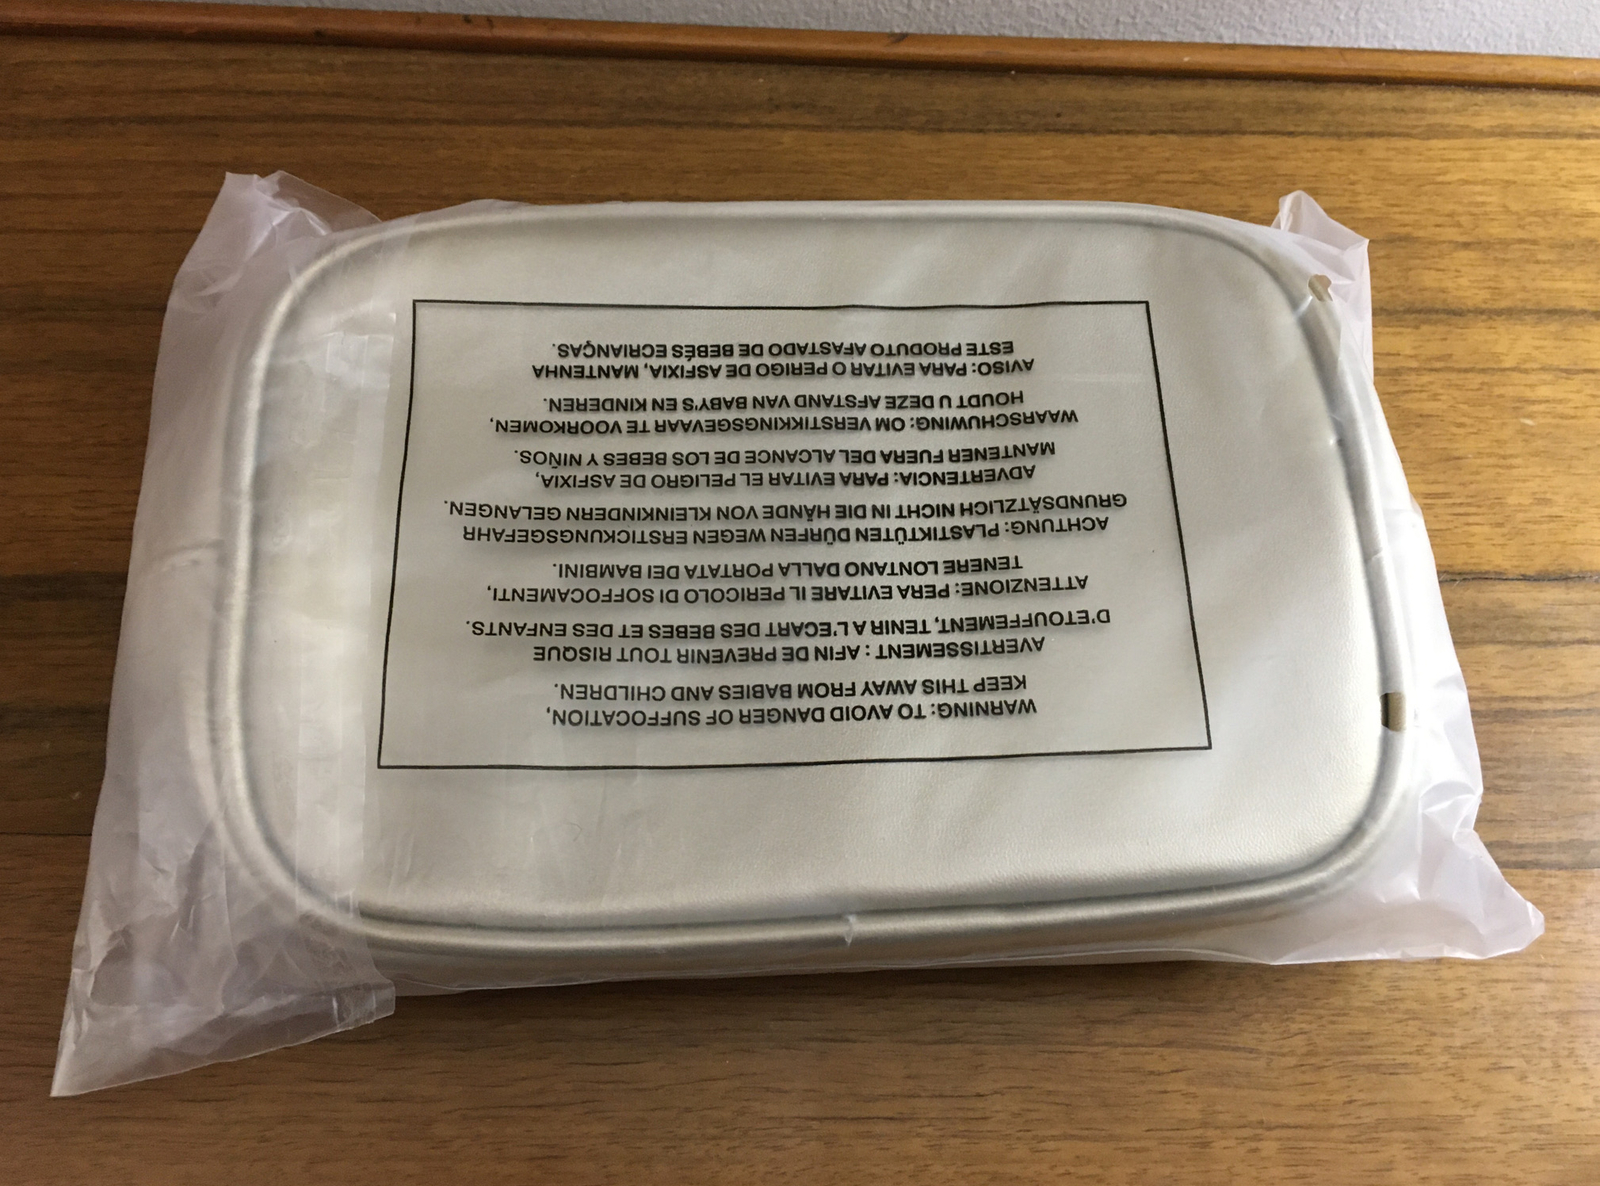 WARNING: TO AVOID DANGER OF SUFFOCATION,
KEEP THIS AWAY FROM BABIES AND CHILDREN.
AVERTISSEMENT : AFIN DE PREVENIR TOUT RISQUE
D'ETOUFFEMENT, TENIR A L'ECART DES BEBES ET DES ENFANTS.
ATTENZIONE: PERA EVITARE IL PERICOLO DI SOFFOCAMENTI,
TENERE LONTANO DALLA PORTATA DEI BAMBINI.
ACHTUNG: PLASTIKTÜTEN DÜRFEN WEGEN ERSTICKUNGSGEFAHR
GRUNDSÄTZLICH NICHT IN DIE HÄNDE VON KLEINKINDERN GELANGEN.
ADVERTENCIA: PARA EVITAR EL PELIGRO DE ASFIXIA,
MANTENER FUERA DEL ALCANCE DE LOS BEBES Y NIÑOS.
WAARSCHUWING: OM VERSTIKKINGSGEVAAR TE VOORKOMEN,
HOUDT U DEZE AFSTAND VAN BABY'S EN KINDEREN.
AVISO: PARA EVITAR O PERIGO DE ASFIXIA, MANTENHA
ESTE PRODUTO AFASTADO DE BEBÉS ECRIANÇAS.